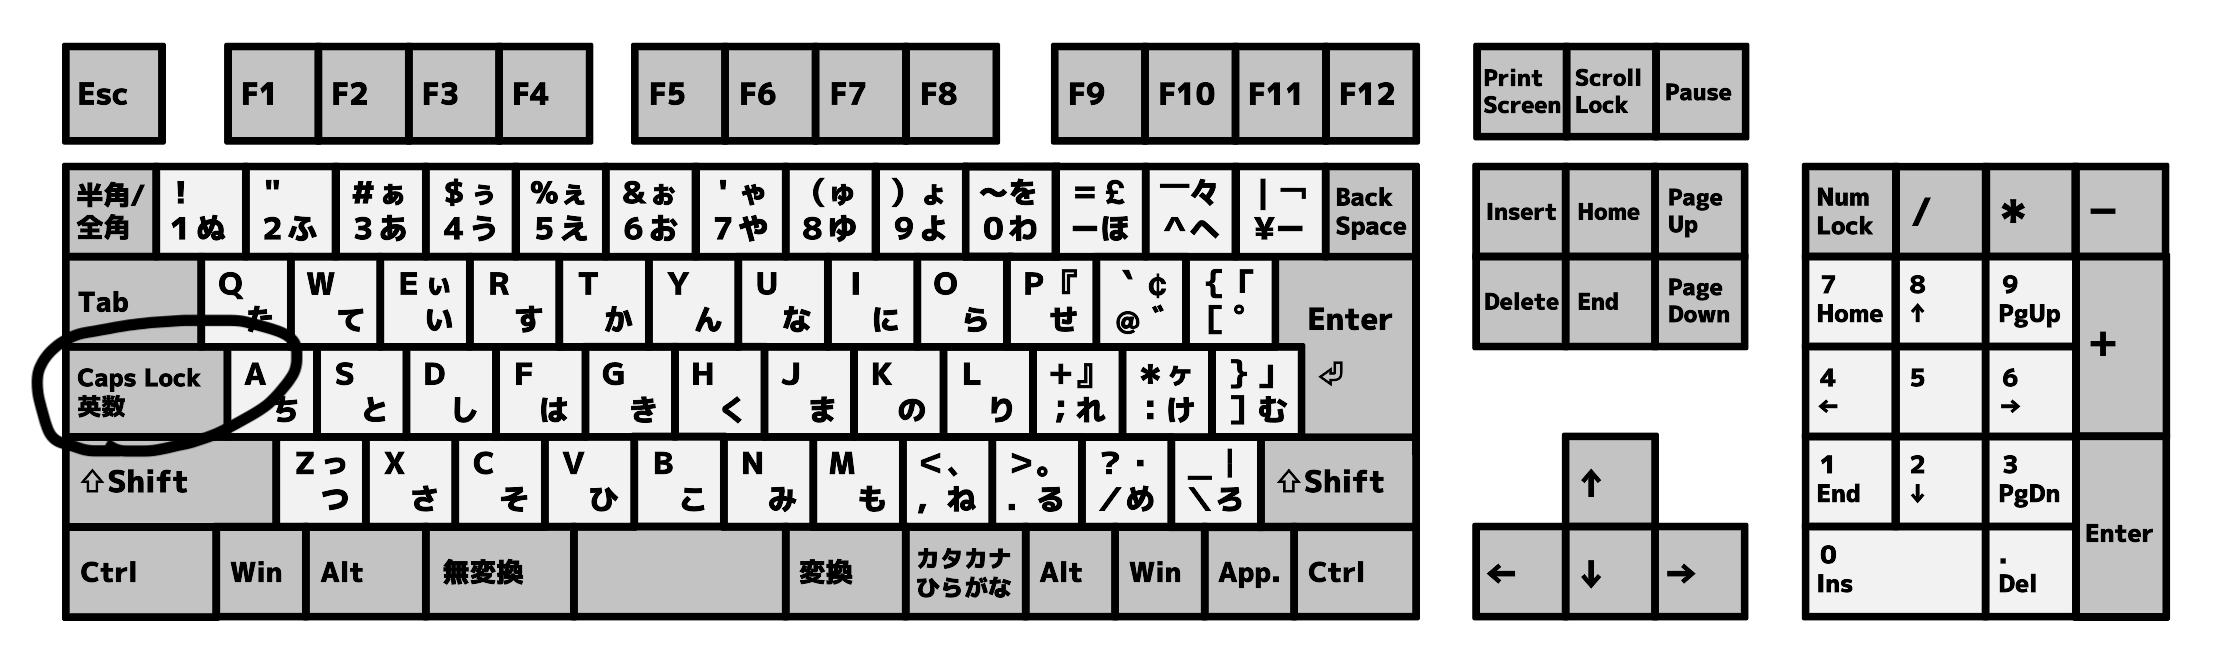 Esc F1 F2 F3 F4 F5 F6 F7 F8 F9 F10 F11 F12 Print Screen Scroll Lock Pause
半角/ ! " #ぁ $ぅ %ぇ &ぉ 'ゃ (ゅ )ょ ～を =£ ￣々 |￢ Back Insert Home Page Up Num Lock / * −
全角 1ぬ 2ふ 3あ 4う 5え 6お 7や 8ゆ 9よ 0わ ーほ ^へ ¥ー Space
Tab Q W Eぃ R T Y U I O P『 `¢ {「 Enter Delete End Page Down 7 8 9 +
た て い す か ん な に ら せ @゛ [゜ Home ↑ PgUp
Caps Lock A S D F G H J K L +』 *ヶ }」 ⏎ 4 5 6
英数 ち と し は き く ま の り ;れ :け ]む ← →
⇧Shift Zっ X C V B N M <、 >。 ?・ _| ⇧Shift ↑ 1 2 3 Enter
つ さ そ ひ こ み も ,ね .る /め \ろ End ↓ PgDn
Ctrl Win Alt 無変換 変換 カタカナ Alt Win App. Ctrl ← ↓ → 0 .
ひらがな Ins Del